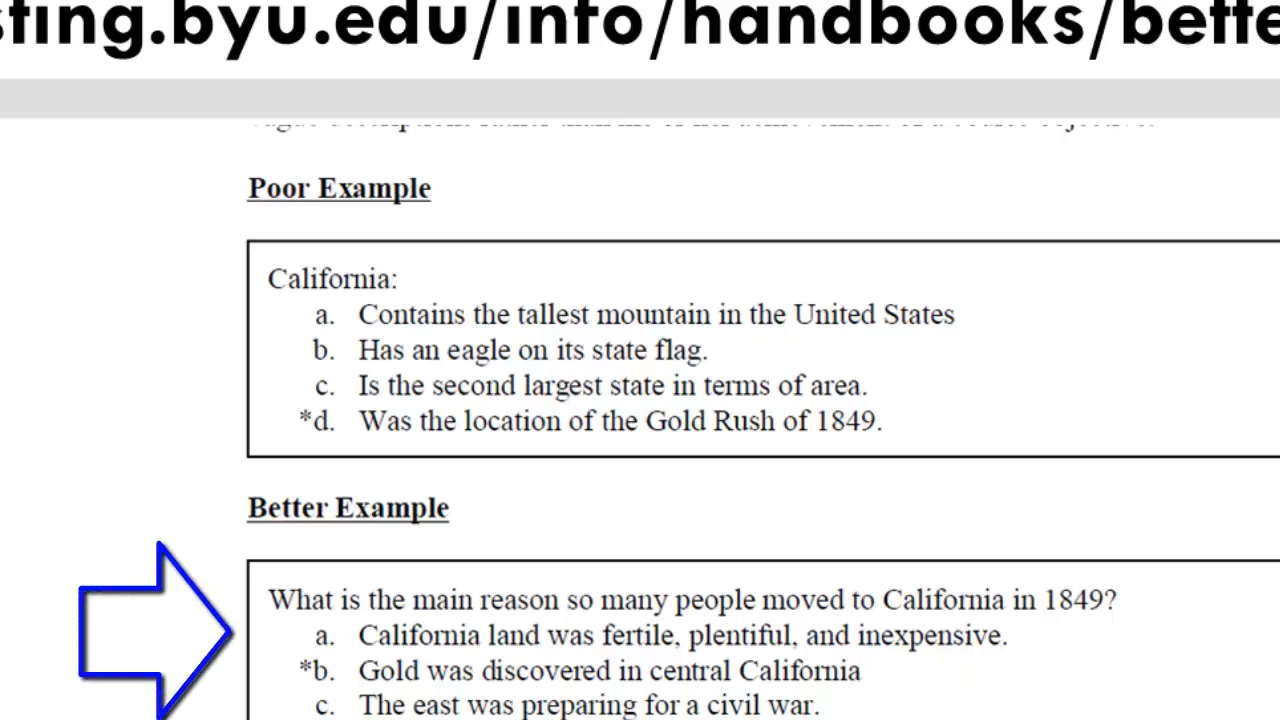 sting.byu.edu/info/handbooks/bette
Poor Example
California:
a. Contains the tallest mountain in the United States
b. Has an eagle on its state flag.
c. Is the second largest state in terms of area.
*d. Was the location of the Gold Rush of 1849.
Better Example
What is the main reason so many people moved to California in 1849?
a. California land was fertile, plentiful, and inexpensive.
*b. Gold was discovered in central California
c. The east was preparing for a civil war.